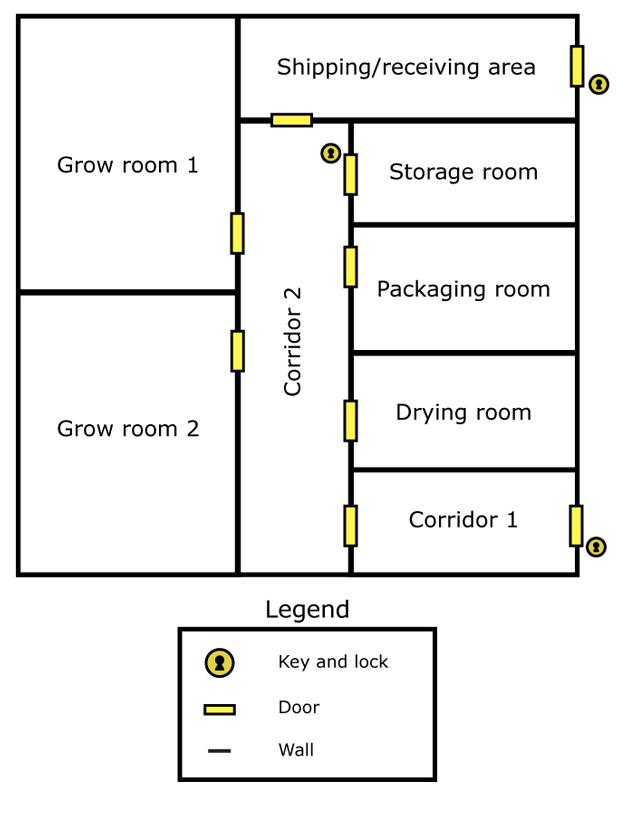 Shipping/receiving area
Grow room 1
Storage room
Packaging room
Corridor 2
Drying room
Grow room 2
Corridor 1
Legend
Key and lock
Door
Wall